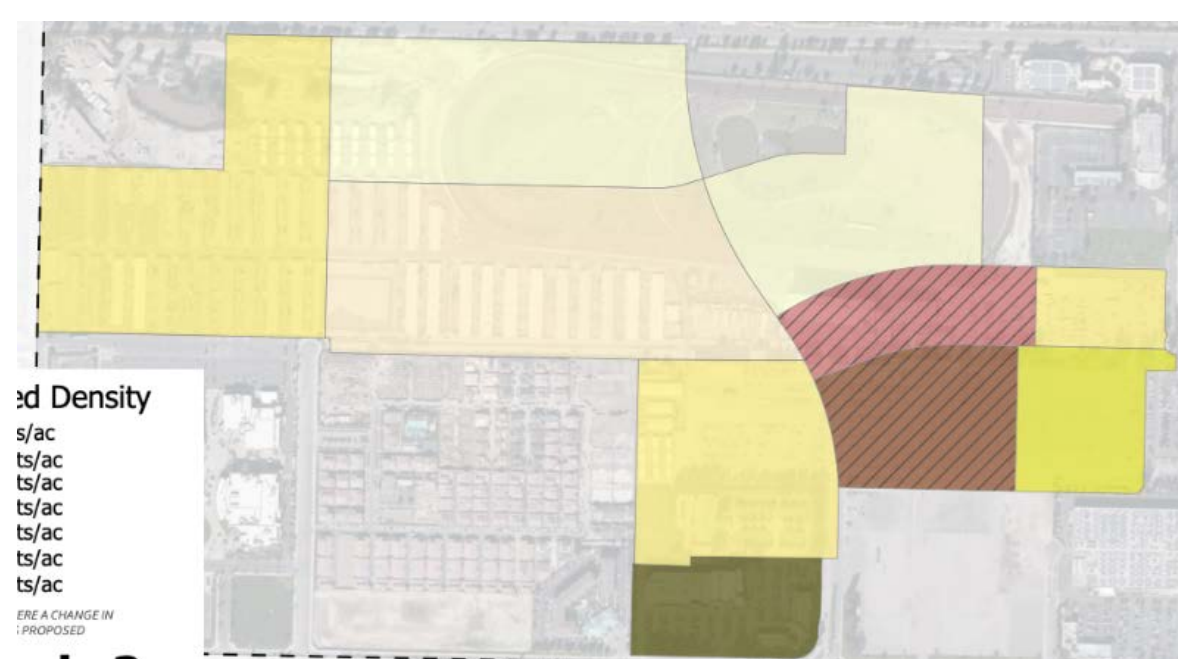 ed Density
s/ac
ts/ac
ts/ac
ts/ac
ts/ac
ts/ac
ts/ac
ERE A CHANGE IN
PROPOSED